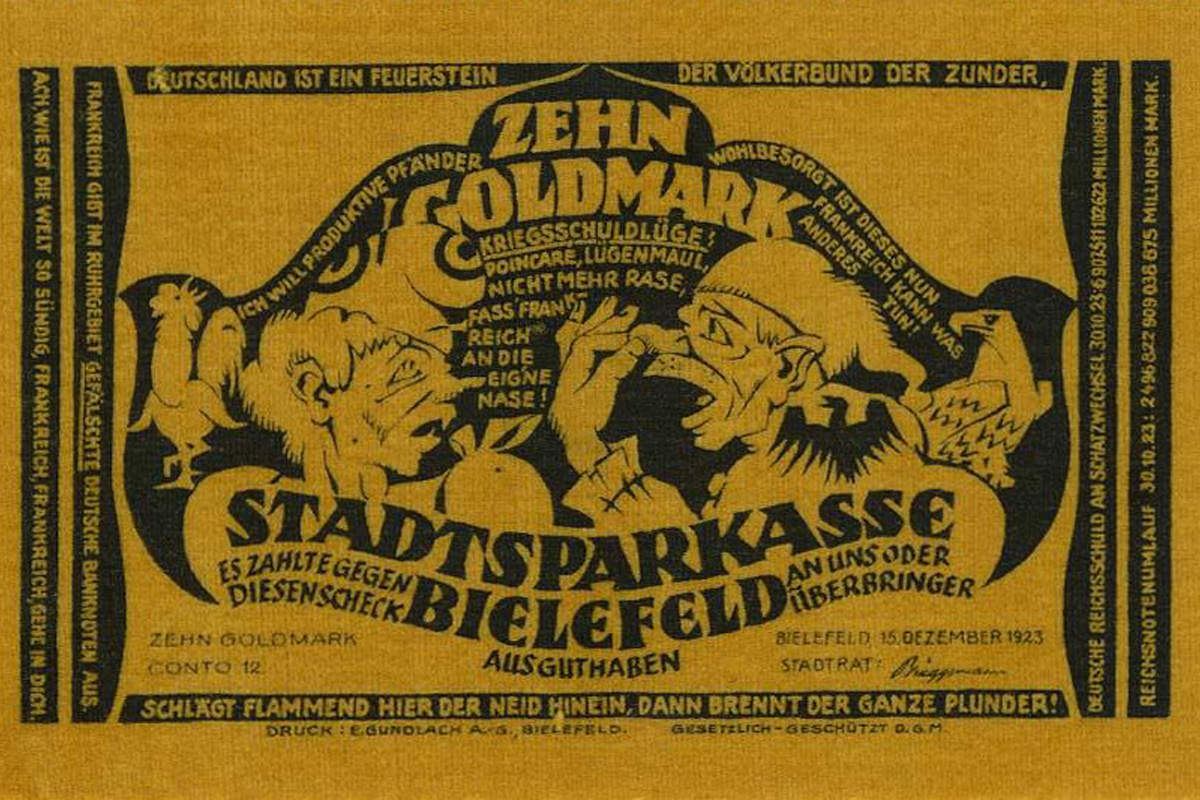 DEUTSCHLAND IST EIN FEUERSTEIN
DER VÖLKERBUND DER ZUNDER,
ACH, WIE IST DIE WELT SO SÜNDIG, FRANKREICH, FRANKREICH, GEHE IN DICH.
FRANKREICH GIBT IM RUHRGEBIET GEFÄLSCHTE DEUTSCHE BANKNOTEN AUS.
ZEHN
GOLDMARK
ICH WILL PRODUKTIVE PFÄNDER
WOHLBESORGT IST DIESES NUN
FRANKREICH KANN WAS
ANDERES
TUN!
KRIEGSSCHULDLÜGE!
POINCARE, LÜGENMAUL,
NICHT MEHR RASE,
FASS FRANK-
REICH
AN DIE
EIGNE
NASE!
STADTSPARKASSE
BIELEFELD
ES ZAHLTE GEGEN
DIESEN SCHECK
AN UNS ODER
ÜBERBRINGER
AUS GUTHABEN
ZEHN GOLDMARK
CONTO 12
BIELEFELD 15. DEZEMBER 1923
STADTRAT:
SCHLÄGT FLAMMEND HIER DER NEID HINEIN, DANN BRENNT DER GANZE PLUNDER!
DRUCK: E. GUNDLACH A.-G., BIELEFELD. GESETZLICH-GESCHÜTZT D.G.M.
DEUTSCHE REICHSSCHULD AN SCHATZWECHSEL 30.10.23: 6 907 511 102 622 MILLIONEN MARK.
REICHSNOTENUMLAUF 30.10.23: 2 496 822 909 038 675 MILLIONEN MARK.